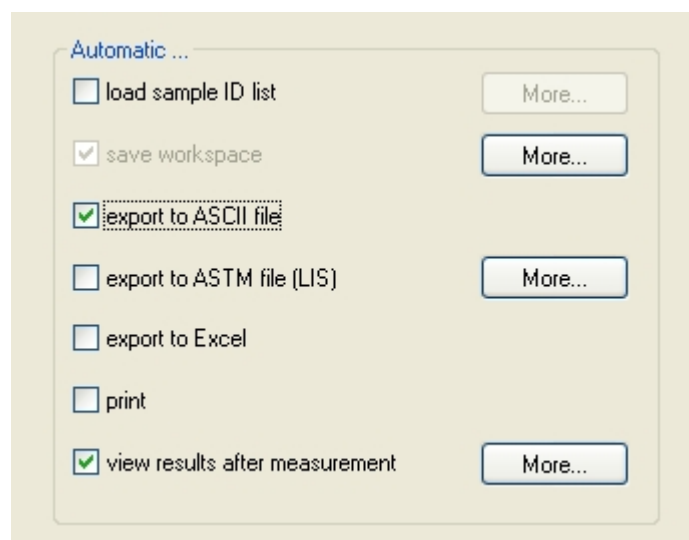 Automatic ...
load sample ID list More...
save workspace More...
export to ASCII file
export to ASTM file (LIS) More...
export to Excel
print
view results after measurement More...